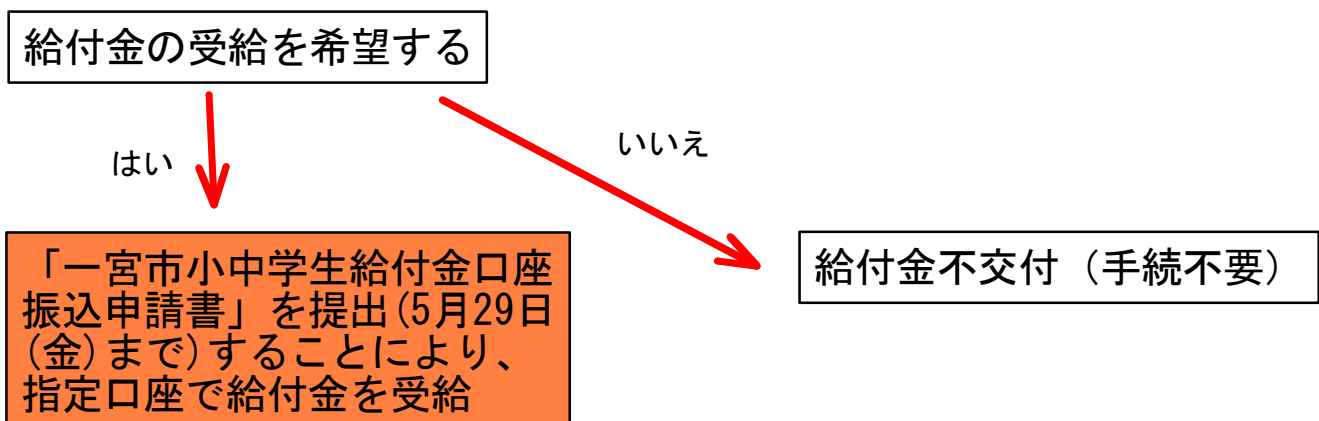 給付金の受給を希望する
はい
いいえ
「一宮市小中学生給付金口座
振込申請書」を提出(5月29日
(金)まで)することにより、
指定口座で給付金を受給
給付金不交付（手続不要）